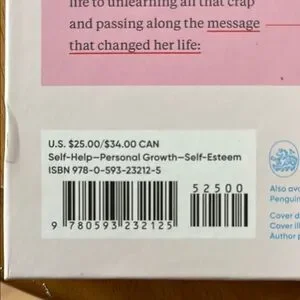 life to unlearning all that crap
and passing along the message
that changed her life:
U.S. $25.00/$34.00 CAN
Self-Help—Personal Growth—Self-Esteem
ISBN 978-0-593-23212-5
52500
9 780593 232125
Also ava
Penguin
Cover d
Cover ill
Author p